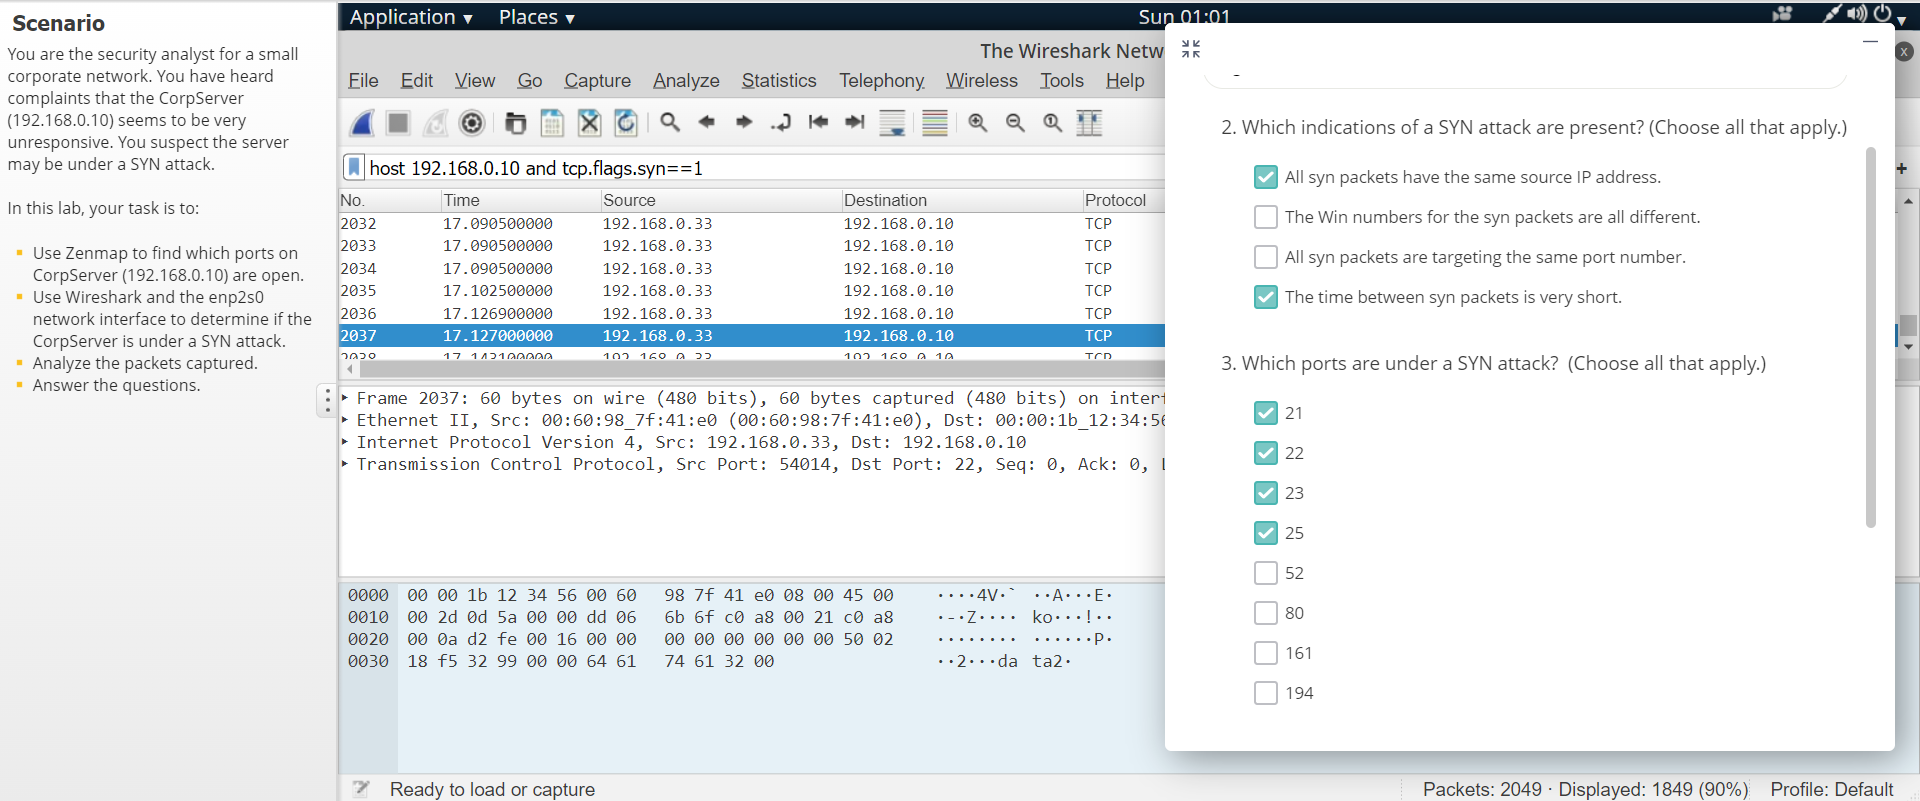 Scenario
You are the security analyst for a small
corporate network. You have heard
complaints that the CorpServer
(192.168.0.10) seems to be very
unresponsive. You suspect the server
may be under a SYN attack.
In this lab, your task is to:
Use Zenmap to find which ports on
CorpServer (192.168.0.10) are open.
Use Wireshark and the enp2s0
network interface to determine if the
CorpServer is under a SYN attack.
Analyze the packets captured.
Answer the questions.
Application ▾ Places ▾ Sun 01:01
The Wireshark Netw
File Edit View Go Capture Analyze Statistics Telephony Wireless Tools Help
host 192.168.0.10 and tcp.flags.syn==1
No. Time Source Destination Protocol
2032 17.090500000 192.168.0.33 192.168.0.10 TCP
2033 17.090500000 192.168.0.33 192.168.0.10 TCP
2034 17.090500000 192.168.0.33 192.168.0.10 TCP
2035 17.102500000 192.168.0.33 192.168.0.10 TCP
2036 17.126900000 192.168.0.33 192.168.0.10 TCP
2037 17.127000000 192.168.0.33 192.168.0.10 TCP
2038 17.143100000 192.168.0.33 192.168.0.10 TCP
Frame 2037: 60 bytes on wire (480 bits), 60 bytes captured (480 bits) on interf
Ethernet II, Src: 00:60:98_7f:41:e0 (00:60:98:7f:41:e0), Dst: 00:00:1b_12:34:56
Internet Protocol Version 4, Src: 192.168.0.33, Dst: 192.168.0.10
Transmission Control Protocol, Src Port: 54014, Dst Port: 22, Seq: 0, Ack: 0, L
0000 00 00 1b 12 34 56 00 60 98 7f 41 e0 08 00 45 00 ····4V·` ··A···E·
0010 00 2d 0d 5a 00 00 dd 06 6b 6f c0 a8 00 21 c0 a8 ·-·Z···· ko···!··
0020 00 0a d2 fe 00 16 00 00 00 00 00 00 00 00 50 02 ········ ······P·
0030 18 f5 32 99 00 00 64 61 74 61 32 00 ··2···da ta2·
Ready to load or capture Packets: 2049 · Displayed: 1849 (90%) Profile: Default
2. Which indications of a SYN attack are present? (Choose all that apply.)
All syn packets have the same source IP address.
The Win numbers for the syn packets are all different.
All syn packets are targeting the same port number.
The time between syn packets is very short.
3. Which ports are under a SYN attack? (Choose all that apply.)
21
22
23
25
52
80
161
194